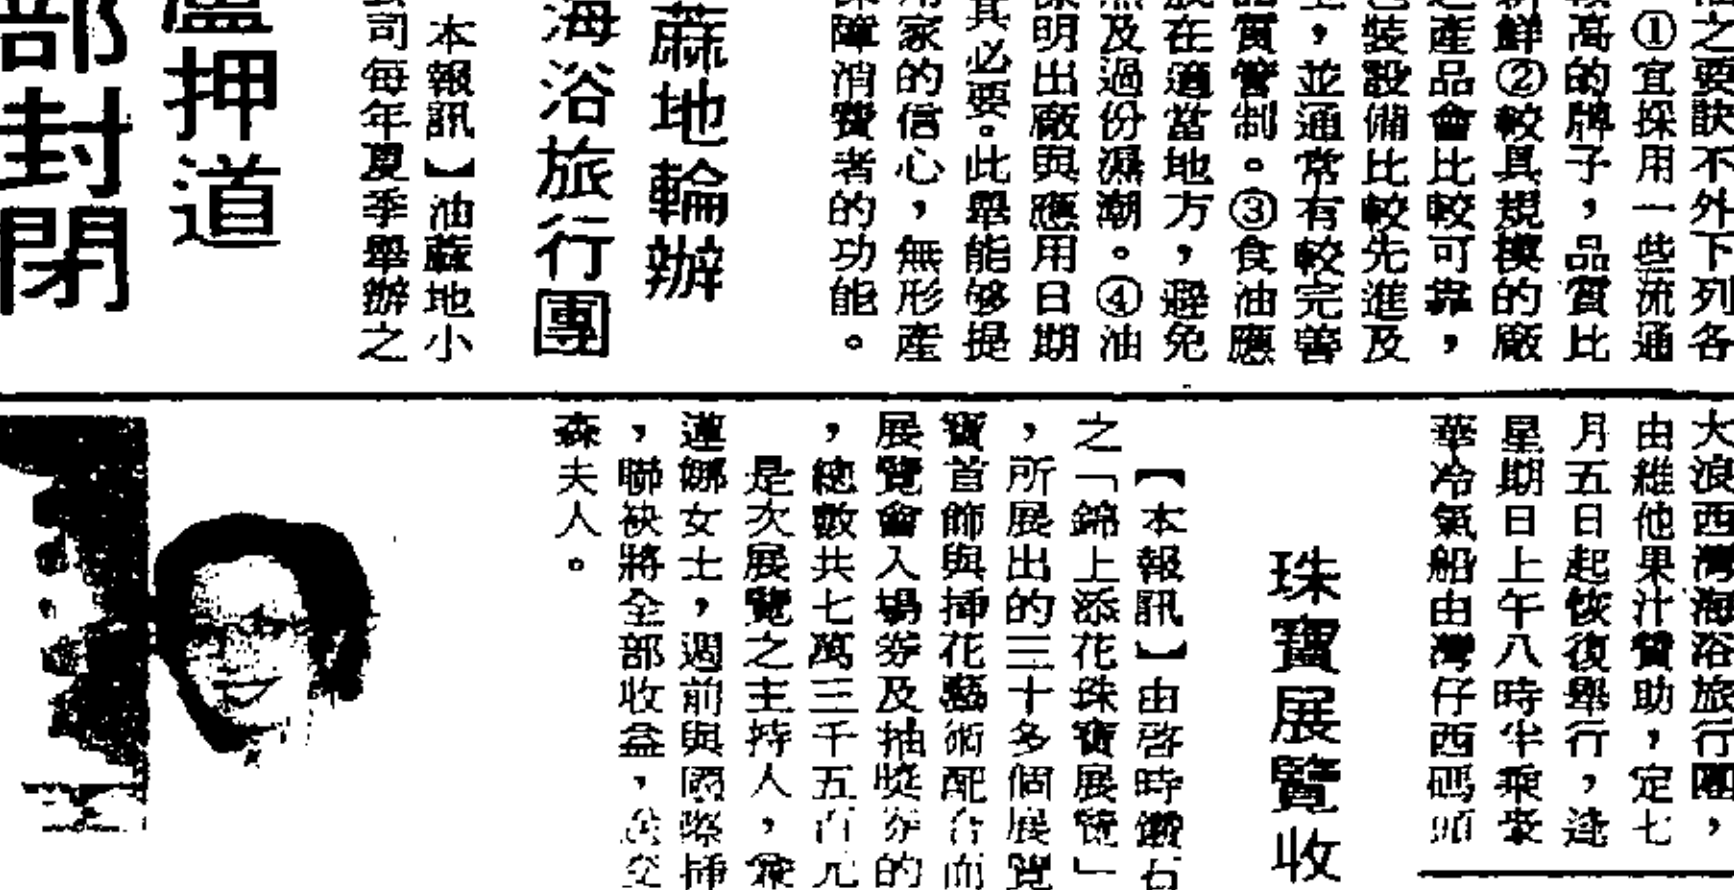 之要訣不外下列各
①宜採用一些流通
較高的牌子，品質比
新鮮②較具規模的廠
之產品會比較可靠，
包裝設備比較先進及
，並通常有較完善
品質管制。③食油應
放在適當地方，避免
及過份濕潮。④油
明出廠與應用日期
其必要。此舉能够提
用家的信心，無形產
保障消費者的功能。
蘇地輪辦
海浴旅行團
本報訊】油蔴地小
公司每年夏季舉辦之
押道
部封閉
大浪西灣海浴旅行團，
由維他果汁贊助，定七
月五日起恢復舉行，逢
星期日上午八時半乘豪
華冷氣船由灣仔西碼頭
珠寶展覽收
【本報訊】由啓時鑽石
之「錦上添花珠寶展覽」
，所展出的三十多個展覽
寶首飾與挿花藝術配合而
展覽會入場券及抽獎券的
，總數共七萬三千五百元
是次展覽之主持人，兼
蓮娜女士，週前與國際挿
，聯袂將全部收益，送交
森夫人。